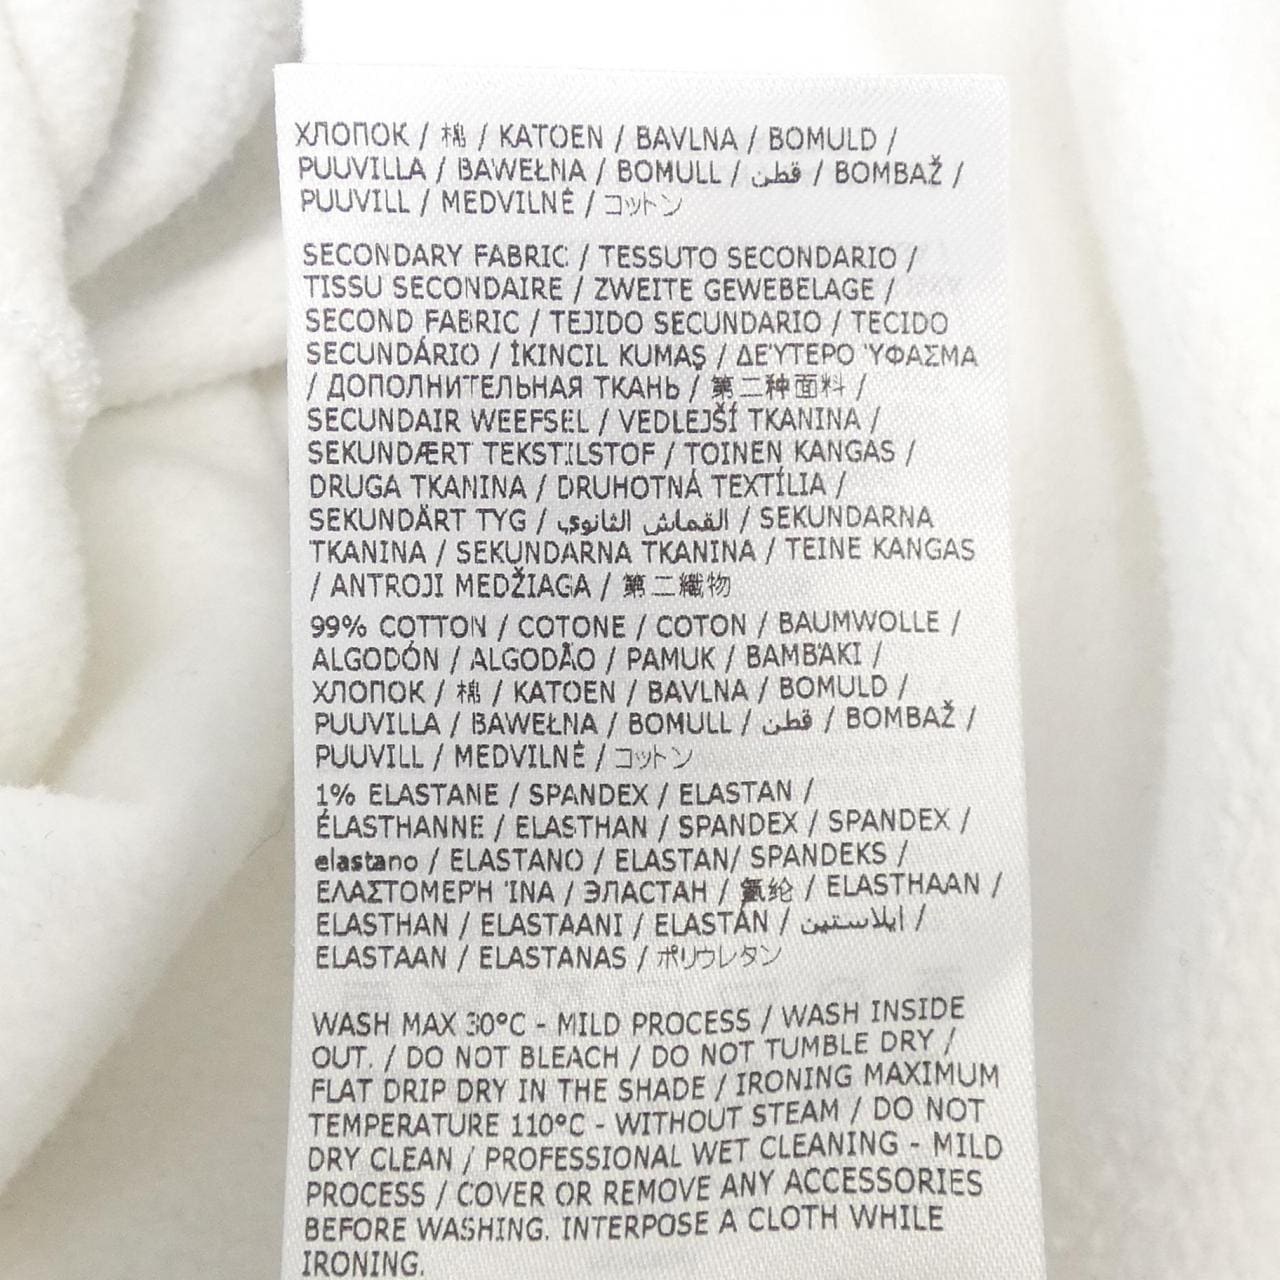 ХЛОПОК / 棉 / KATOEN / BAVLNA / BOMULD /
PUUVILLA / BAWEŁNA / BOMULL / قطن / BOMBAŽ /
PUUVILL / MEDVILNĖ / コットン
SECONDARY FABRIC / TESSUTO SECONDARIO /
TISSU SECONDAIRE / ZWEITE GEWEBELAGE /
SECOND FABRIC / TEJIDO SECUNDARIO / TECIDO
SECUNDÁRIO / İKINCIL KUMAŞ / ΔΕΎΤΕΡΟ ΎΦΑΣΜΑ
/ ДОПОЛНИТЕЛЬНАЯ ТКАНЬ / 第二种面料 /
SECUNDAIR WEEFSEL / VEDLEJŠÍ TKANINA /
SEKUNDÆRT TEKSTILSTOF / TOINEN KANGAS /
DRUGA TKANINA / DRUHOTNÁ TEXTÍLIA /
SEKUNDÄRT TYG / القماش الثانوي / SEKUNDARNA
TKANINA / SEKUNDARNA TKANINA / TEINE KANGAS
/ ANTROJI MEDŽIAGA / 第二織物
99% COTTON / COTONE / COTON / BAUMWOLLE /
ALGODÓN / ALGODÃO / PAMUK / ΒΑΜΒΆΚΙ /
ХЛОПОК / 棉 / KATOEN / BAVLNA / BOMULD /
PUUVILLA / BAWEŁNA / BOMULL / قطن / BOMBAŽ /
PUUVILL / MEDVILNĖ / コットン
1% ELASTANE / SPANDEX / ELASTAN /
ÉLASTHANNE / ELASTHAN / SPANDEX / SPANDEX /
elastano / ELASTANO / ELASTAN/ SPANDEKS /
ΕΛΑΣΤΟΜΕΡΉ ΊΝΑ / ЭЛАСТАН / 氨纶 / ELASTHAAN /
ELASTHAN / ELASTAANI / ELASTÁN / ايلاستين /
ELASTAAN / ELASTANAS / ポリウレタン
WASH MAX 30°C - MILD PROCESS / WASH INSIDE
OUT. / DO NOT BLEACH / DO NOT TUMBLE DRY /
FLAT DRIP DRY IN THE SHADE / IRONING MAXIMUM
TEMPERATURE 110°C - WITHOUT STEAM / DO NOT
DRY CLEAN / PROFESSIONAL WET CLEANING - MILD
PROCESS / COVER OR REMOVE ANY ACCESSORIES
BEFORE WASHING. INTERPOSE A CLOTH WHILE
IRONING.